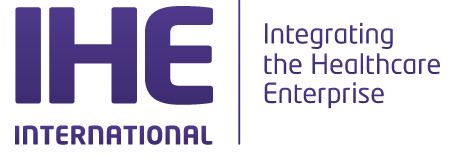 IHE
INTERNATIONAL
Integrating
the Healthcare
Enterprise